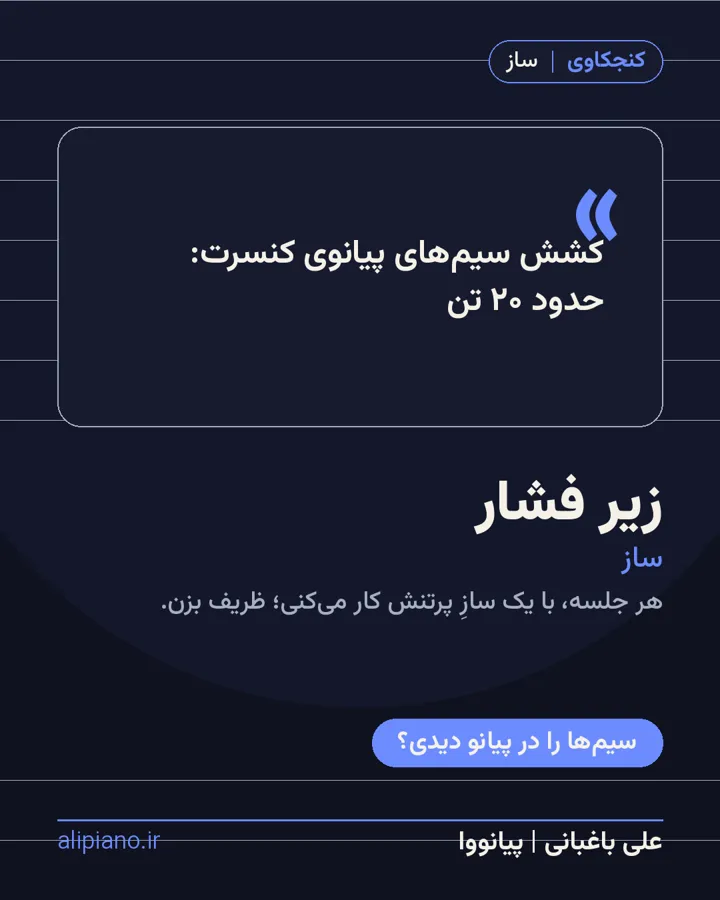 کنجکاوی | ساز
»
کشش سیم‌های پیانوی کنسرت:
حدود ۲۰ تن
زیر فشار
ساز
هر جلسه، با یک سازِ پرتنش کار می‌کنی؛ ظریف بزن.
سیم‌ها را در پیانو دیدی؟
علی باغبانی | پیانووا
alipiano.ir